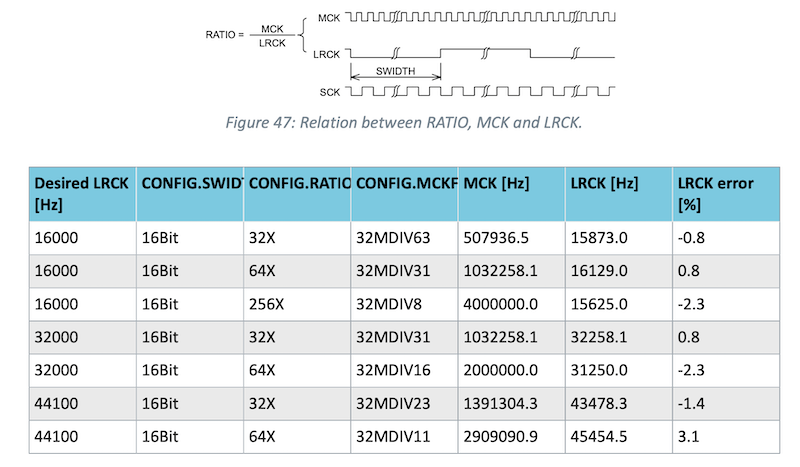 MCK
RATIO = MCK
LRCK
LRCK
SWIDTH
SCK
Figure 47: Relation between RATIO, MCK and LRCK.
Desired LRCK [Hz] CONFIG.SWID CONFIG.RATIO CONFIG.MCKF MCK [Hz] LRCK [Hz] LRCK error [%]
16000 16Bit 32X 32MDIV63 507936.5 15873.0 -0.8
16000 16Bit 64X 32MDIV31 1032258.1 16129.0 0.8
16000 16Bit 256X 32MDIV8 4000000.0 15625.0 -2.3
32000 16Bit 32X 32MDIV31 1032258.1 32258.1 0.8
32000 16Bit 64X 32MDIV16 2000000.0 31250.0 -2.3
44100 16Bit 32X 32MDIV23 1391304.3 43478.3 -1.4
44100 16Bit 64X 32MDIV11 2909090.9 45454.5 3.1